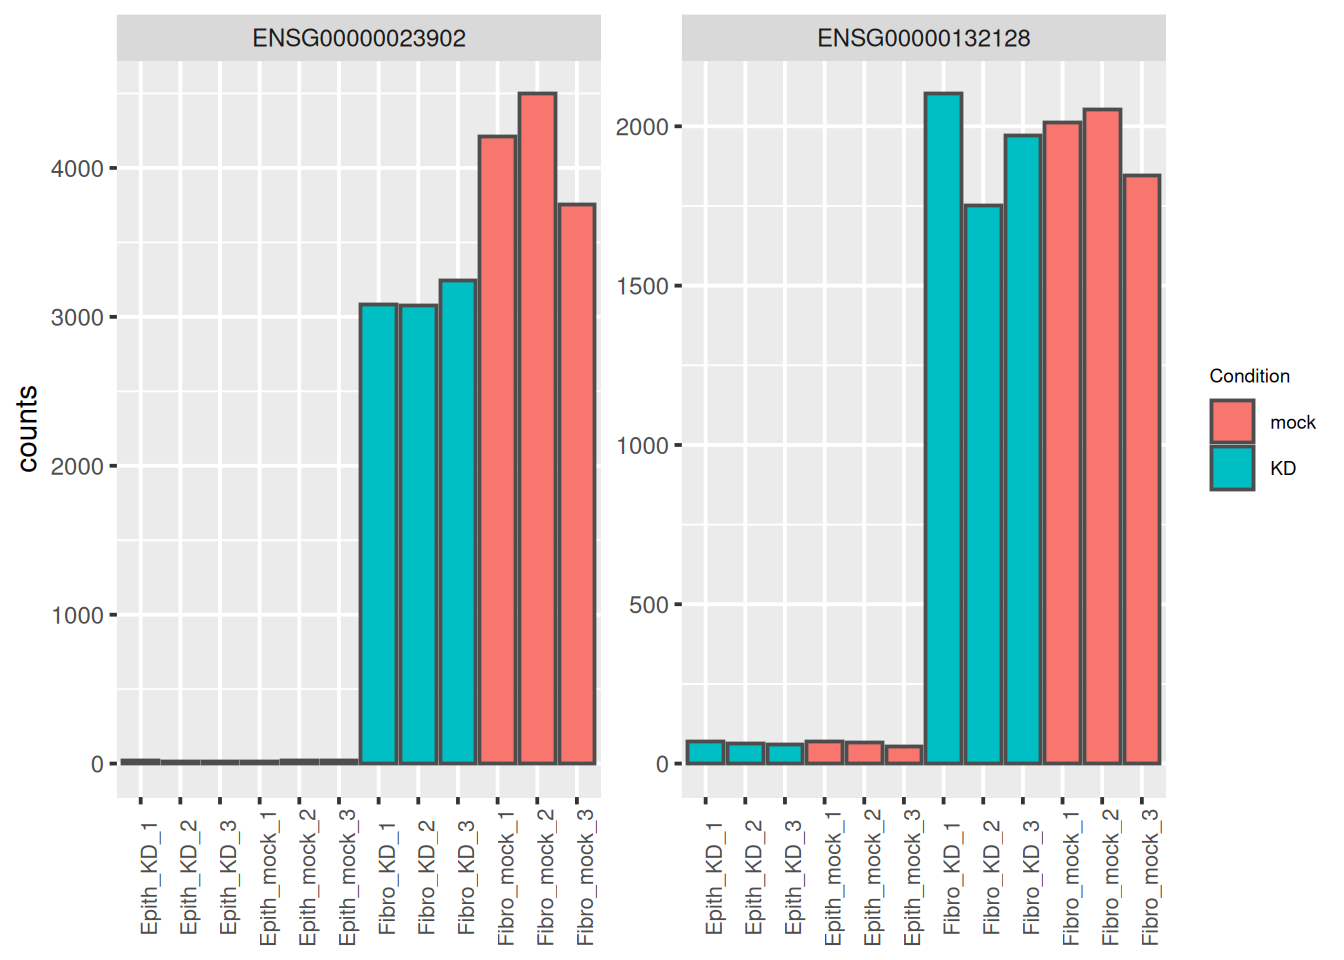 ENSG00000023902
ENSG00000132128
counts
4000
3000
2000
1000
0
2000
1500
1000
500
0
Epith_KD_1
Epith_KD_2
Epith_KD_3
Epith_mock_1
Epith_mock_2
Epith_mock_3
Fibro_KD_1
Fibro_KD_2
Fibro_KD_3
Fibro_mock_1
Fibro_mock_2
Fibro_mock_3
Epith_KD_1
Epith_KD_2
Epith_KD_3
Epith_mock_1
Epith_mock_2
Epith_mock_3
Fibro_KD_1
Fibro_KD_2
Fibro_KD_3
Fibro_mock_1
Fibro_mock_2
Fibro_mock_3
Condition
mock
KD